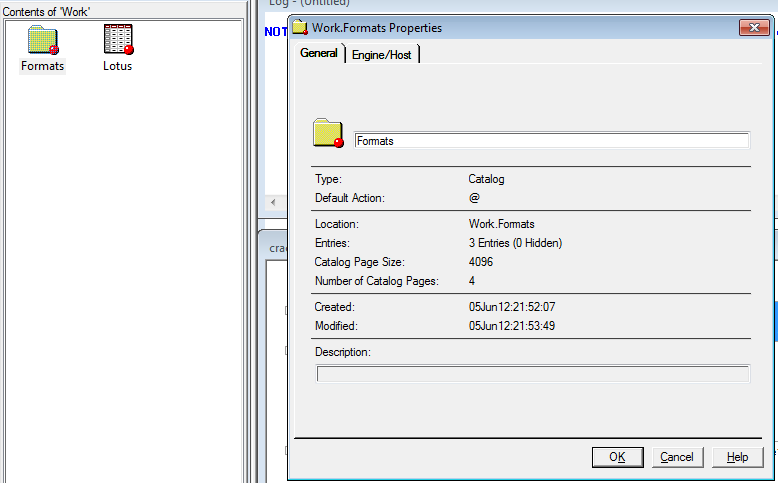 Contents of 'Work'
Formats
Lotus
Log - (Untitled)
NOT
Work.Formats Properties
General
Engine/Host
Formats
Type: Catalog
Default Action: @
Location: Work.Formats
Entries: 3 Entries (0 Hidden)
Catalog Page Size: 4096
Number of Catalog Pages: 4
Created: 05Jun12:21:52:07
Modified: 05Jun12:21:53:49
Description:
OK
Cancel
Help
crac